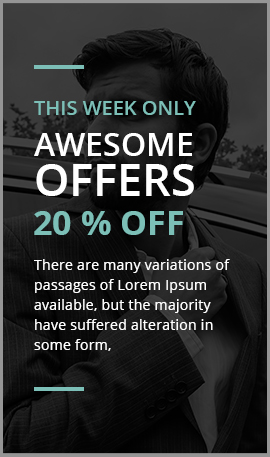 THIS WEEK ONLY
AWESOME
OFFERS
20 % OFF
There are many variations of
passages of Lorem Ipsum
available, but the majority
have suffered alteration in
some form,